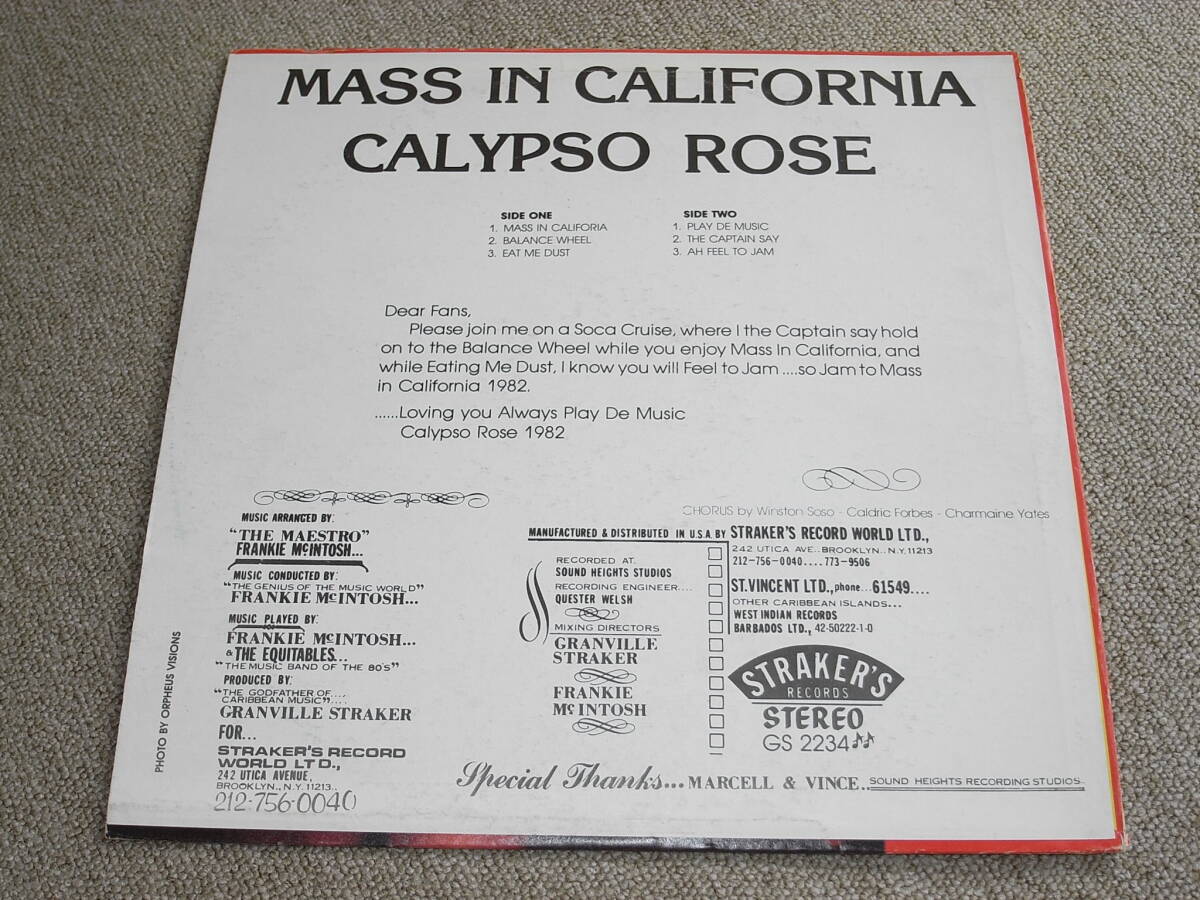 MASS IN CALIFORNIA
CALYPSO ROSE
SIDE ONE
1. MASS IN CALIFORIA
2. BALANCE WHEEL
3. EAT ME DUST
SIDE TWO
1. PLAY DE MUSIC
2. THE CAPTAIN SAY
3. AH FEEL TO JAM
Dear Fans,
Please join me on a Soca Cruise, where I the Captain say hold
on to the Balance Wheel while you enjoy Mass In California, and
while Eating Me Dust, I know you will Feel to Jam ....so Jam to Mass
in California 1982.
......Loving you Always Play De Music
Calypso Rose 1982
CHORUS by Winston Soso - Caldric Forbes - Charmaine Yates
MUSIC ARRANGED BY:
"THE MAESTRO"
FRANKIE McINTOSH...
MUSIC CONDUCTED BY:
"THE GENIUS OF THE MUSIC WORLD"
FRANKIE McINTOSH...
MUSIC PLAYED BY:
FRANKIE McINTOSH...
& THE EQUITABLES...
"THE MUSIC BAND OF THE 80'S"
PRODUCED BY:
"THE GODFATHER OF....
CARIBBEAN MUSIC"....
GRANVILLE STRAKER
FOR...
STRAKER'S RECORD
WORLD LTD.,
242 UTICA AVENUE,
BROOKLYN., N.Y. 11213..
212-756-0040
PHOTO BY ORPHEUS VISIONS
MANUFACTURED & DISTRIBUTED IN U.S.A. BY STRAKER'S RECORD WORLD LTD.,
242 UTICA AVE.. BROOKLYN.. N.Y. 11213
212-756-0040....773-9506
ST. VINCENT LTD., phone...61549....
OTHER CARIBBEAN ISLANDS...
WEST INDIAN RECORDS
BARBADOS LTD., 42-50222-1-0
RECORDED AT:
SOUND HEIGHTS STUDIOS
RECORDING ENGINEER....
QUESTER WELSH
MIXING DIRECTORS
GRANVILLE
STRAKER
FRANKIE
McINTOSH
STRAKER'S
RECORDS
STEREO
GS 2234
Special Thanks... MARCELL & VINCE.. SOUND HEIGHTS RECORDING STUDIOS..